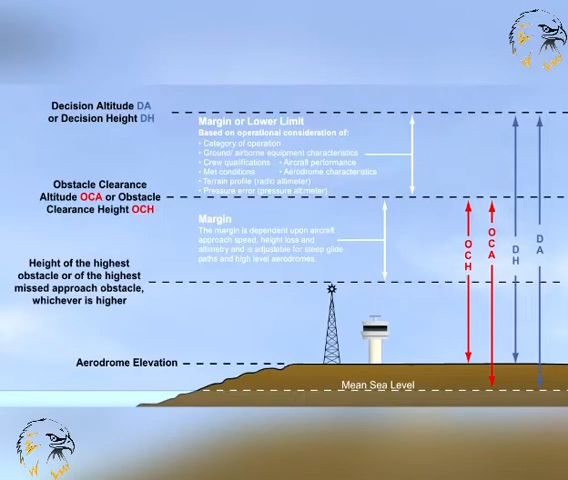 Decision Altitude DA
or Decision Height DH
Margin or Lower Limit
Based on operational consideration of:
• Category of operation
• Ground/ airborne equipment characteristics
• Crew qualifications • Aircraft performance
• Met conditions • Aerodrome characteristics
• Terrain profile (radio altimeter)
• Pressure error (pressure altimeter)
Obstacle Clearance
Altitude OCA or Obstacle
Clearance Height OCH
Margin
The margin is dependent upon aircraft
approach speed, height loss and
altimetry and is adjustable for steep glide
paths and high level aerodromes.
OCH
OCA
DH
DA
Height of the highest
obstacle or of the highest
missed approach obstacle,
whichever is higher
Aerodrome Elevation
Mean Sea Level